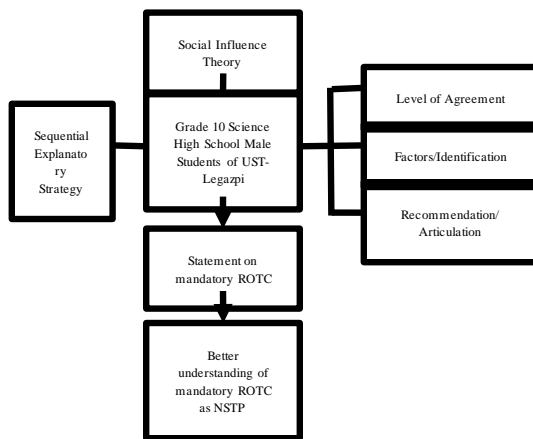 Social Influence
Theory
Sequential
Explanato
ry
Strategy
Grade 10 Science
High School Male
Students of UST-
Legazpi
Level of Agreement
Factors/Identification
Recommendation/
Articulation
Statement on
mandatory ROTC
Better
understanding of
mandatory ROTC
as NSTP